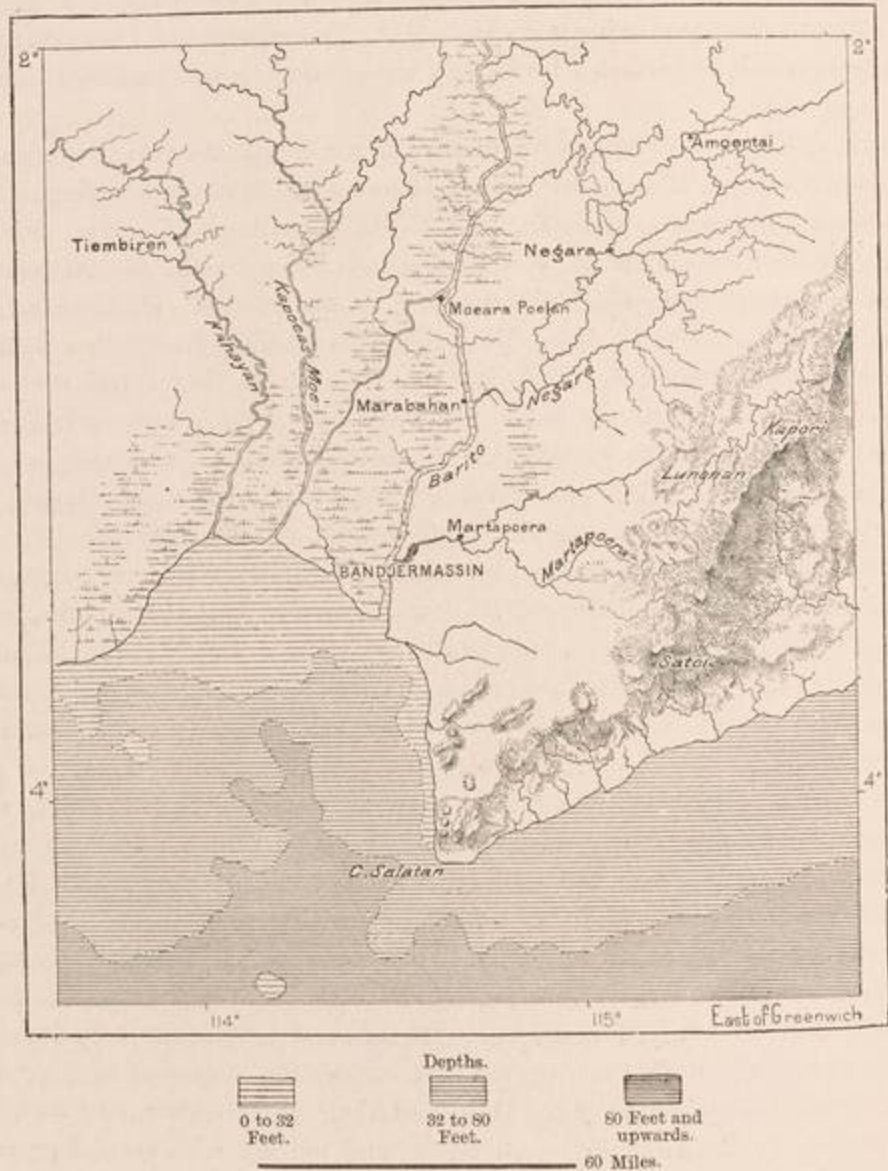 2° 2°
Amoentai
Tiembiren
Negara
Kapoeas Moe
Moeara Poelan
Kahayan
Marabahan
Negare
Kapori
Barito
Lunonan
Martapoera
Martapoera
BANDJERMASSIN
Satoi
4° 4°
C. Salatan
114° 115° East of Greenwich
Depths.
0 to 32 Feet.
32 to 80 Feet.
80 Feet and upwards.
60 Miles.